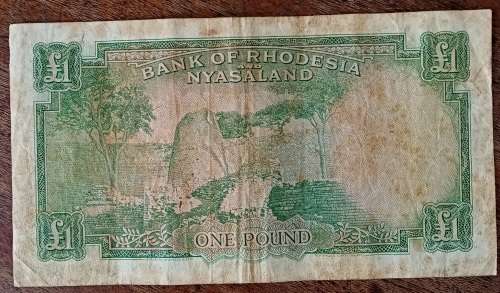 £1 £1
BANK OF RHODESIA
AND
NYASALAND
£1 £1
ONE POUND